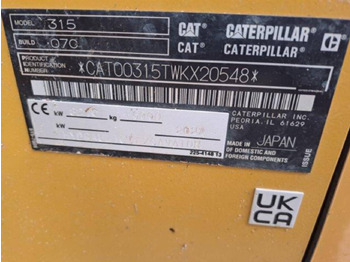 MODEL 315 CAT CATERPILLAR
BUILD 07C CAT CATERPILLAR
PRODUCT IDENTIFICATION NUMBER *CAT00315TWKX20548*
CE kW kg
kW
CATERPILLAR INC.
PEORIA, IL 61629
USA
MADE IN JAPAN
OF DOMESTIC AND
FOREIGN COMPONENTS
ISSUE
UK
CA